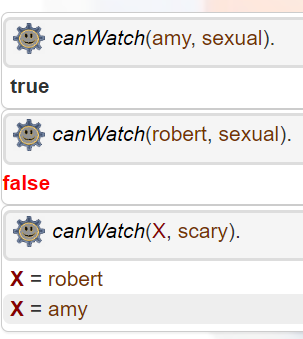 canWatch(amy, sexual).
true
canWatch(robert, sexual).
false
canWatch(X, scary).
X = robert
X = amy